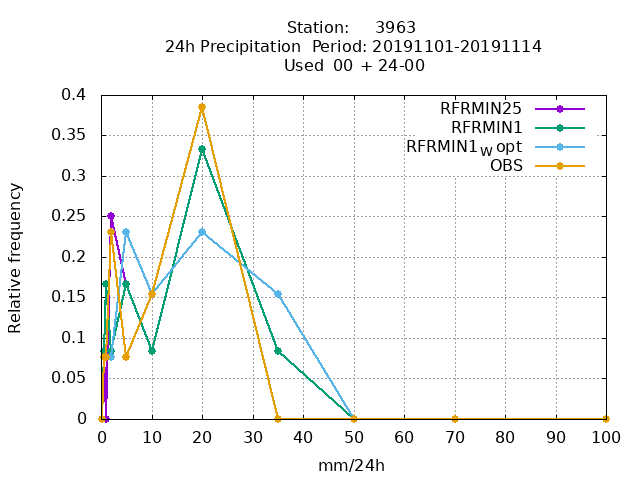 Station: 3963
24h Precipitation Period: 20191101-20191114
Used 00 + 24-00
0.4
0.35
0.3
0.25
0.2
0.15
0.1
0.05
0
Relative frequency
RFRMIN25
RFRMIN1
RFRMIN1W opt
OBS
0 10 20 30 40 50 60 70 80 90 100
mm/24h